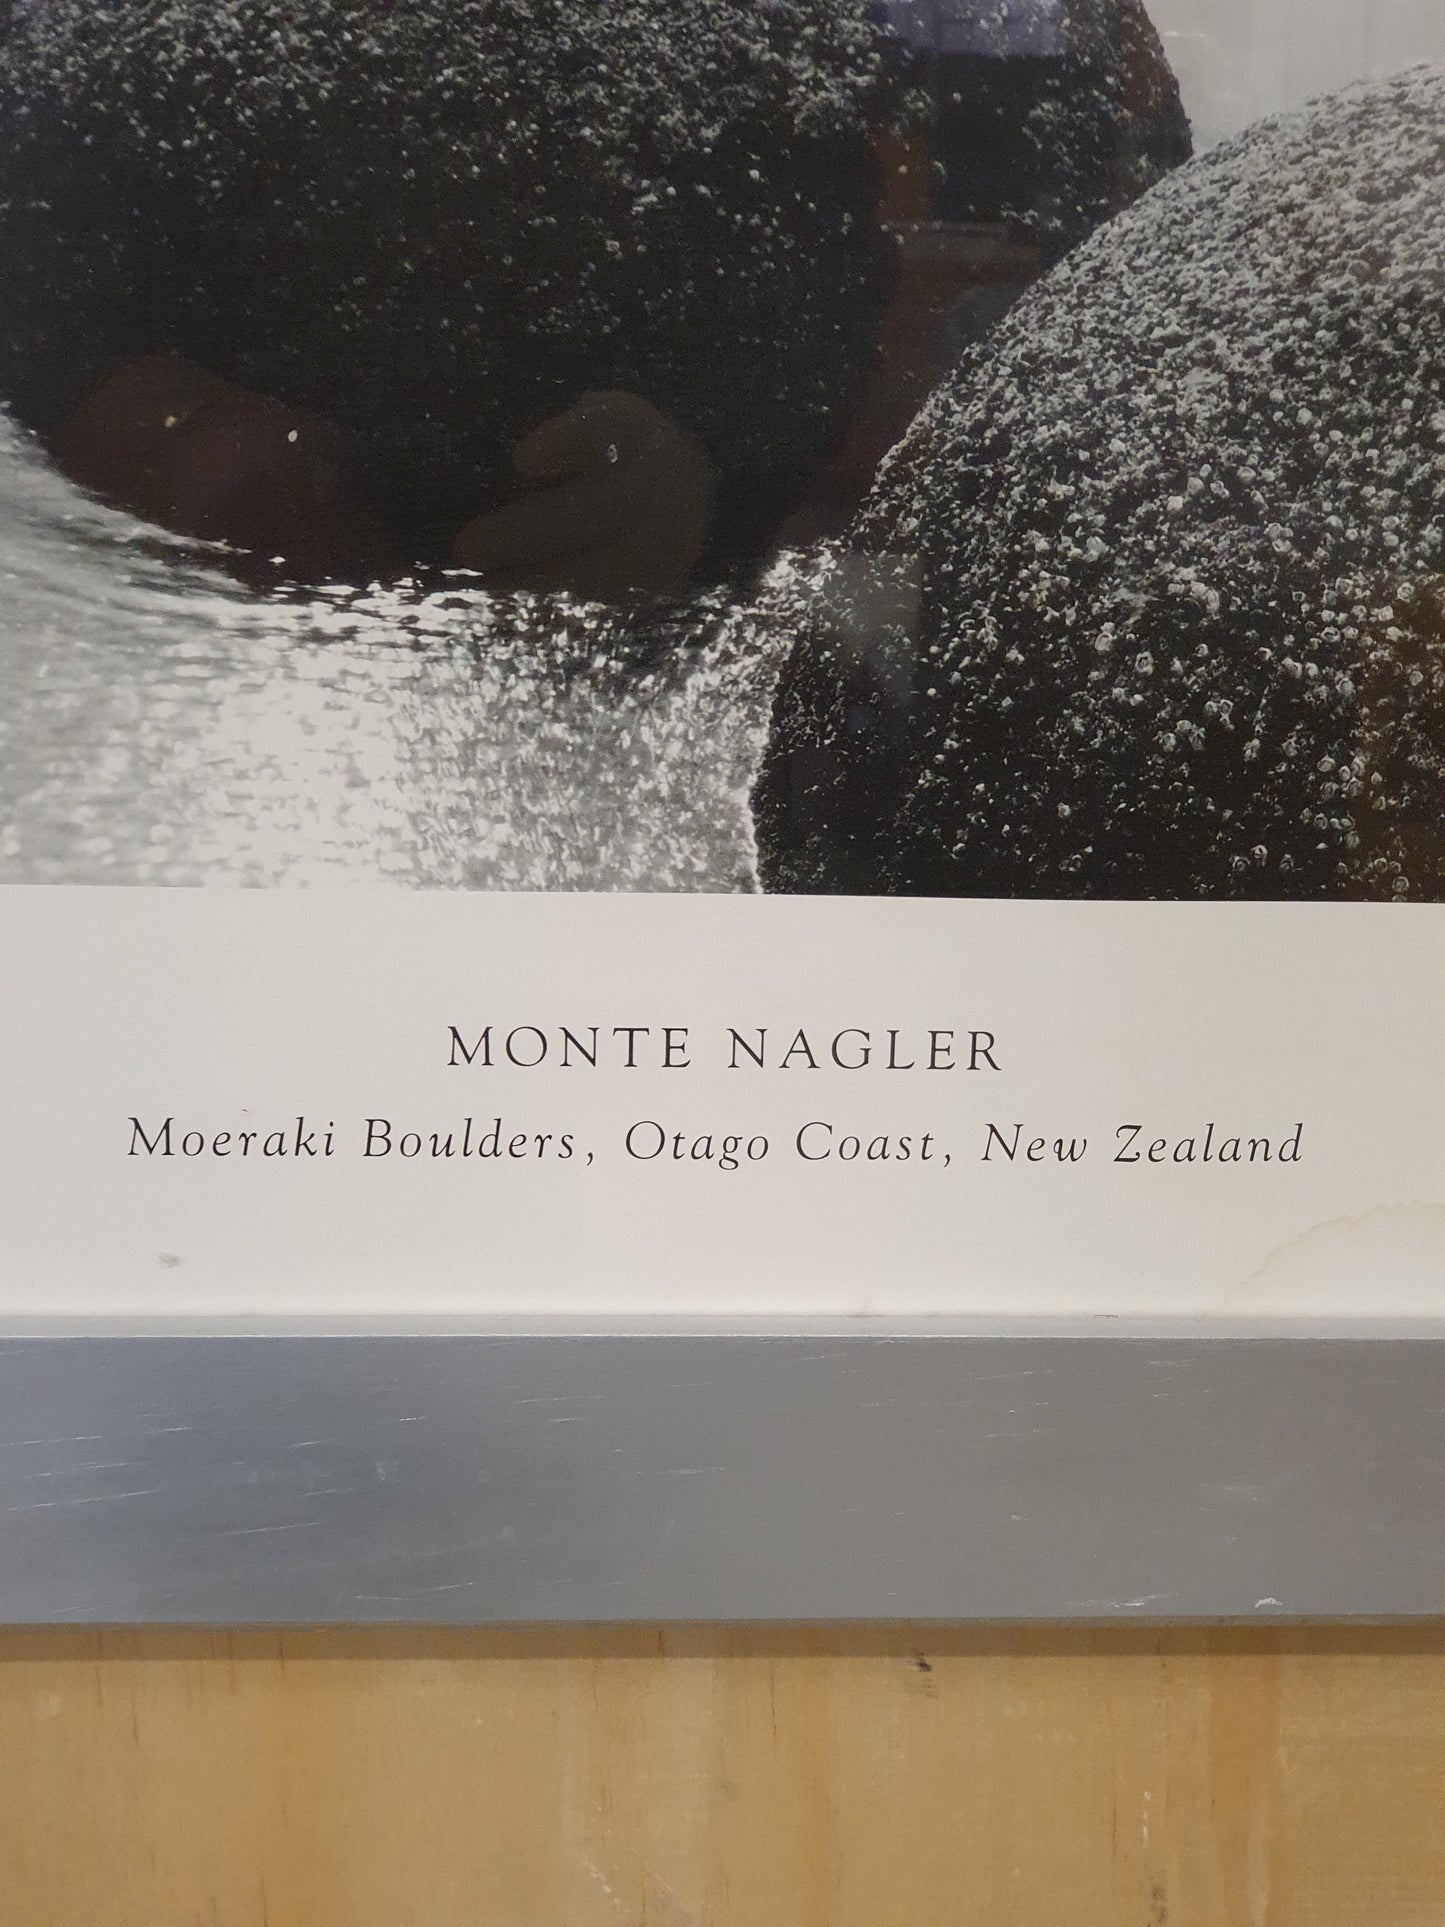 MONTE NAGLER
Moeraki Boulders, Otago Coast, New Zealand